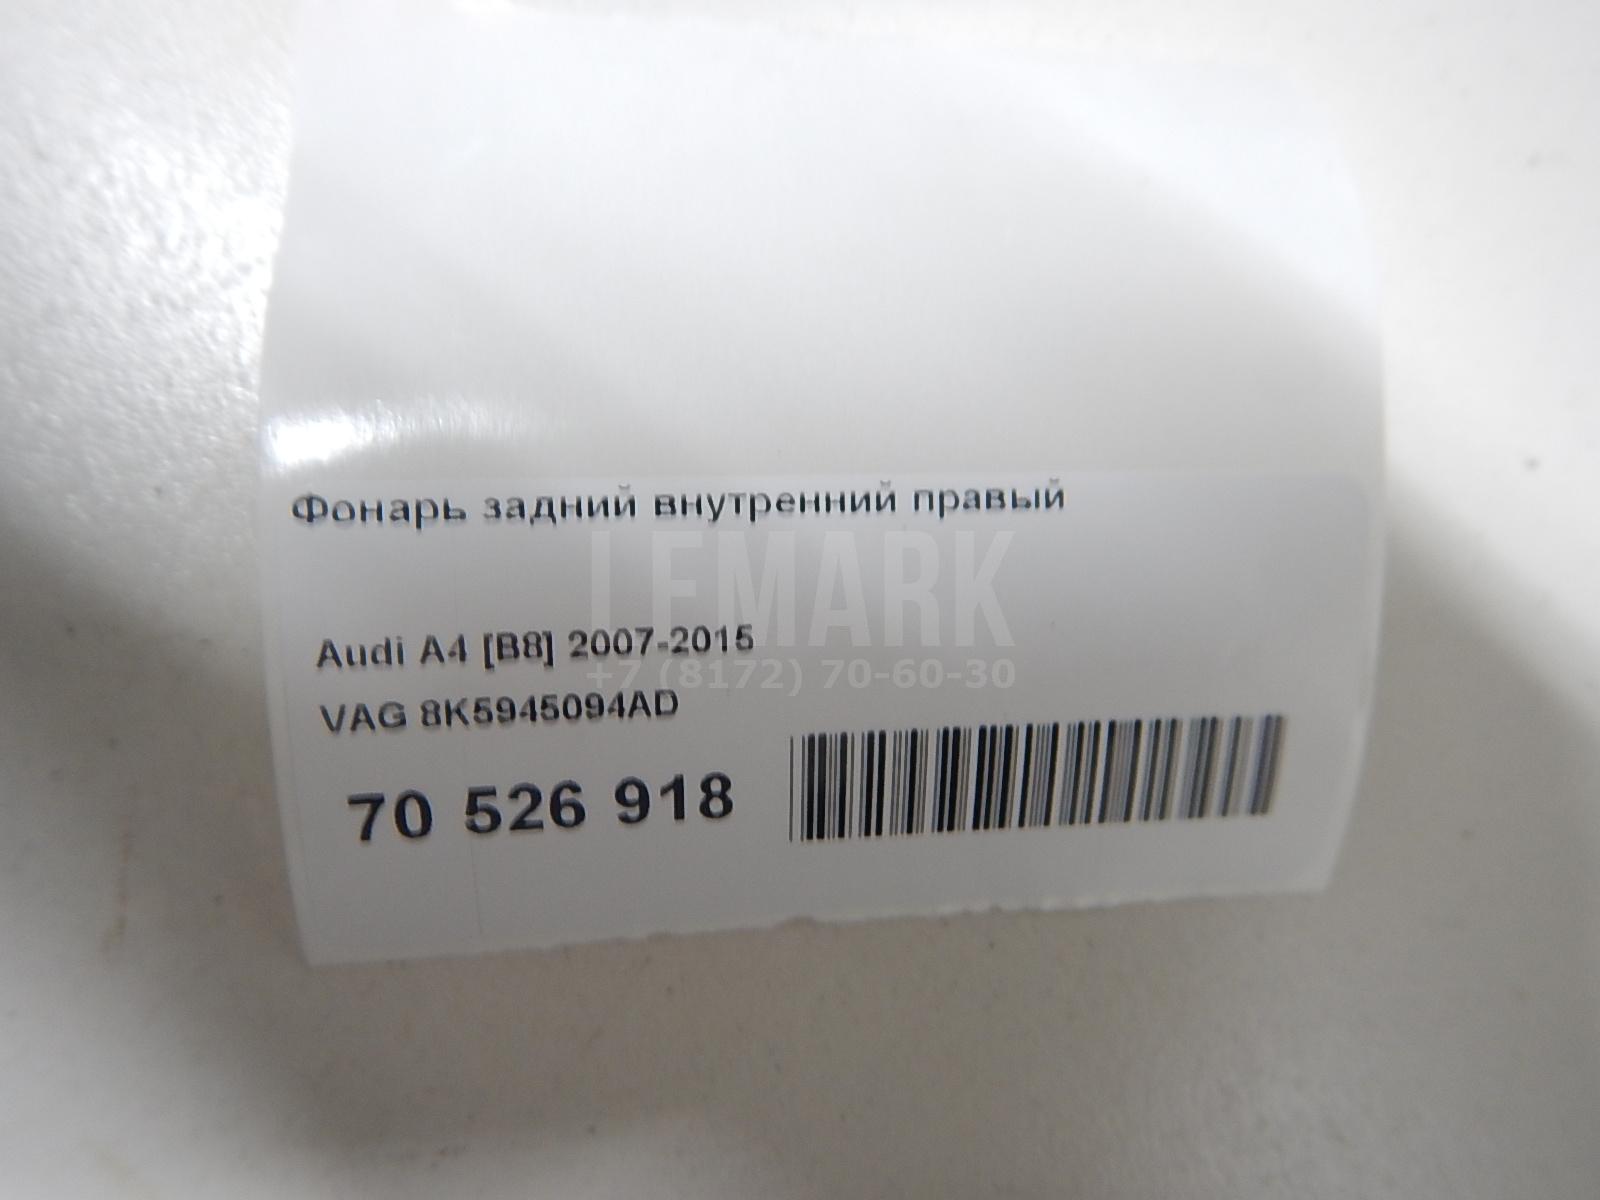 Фонарь задний внутренний правый
LEMARK
Audi A4 [B8] 2007-2015
+7 (8172) 70-60-30
VAG 8K5945094AD
70 526 918